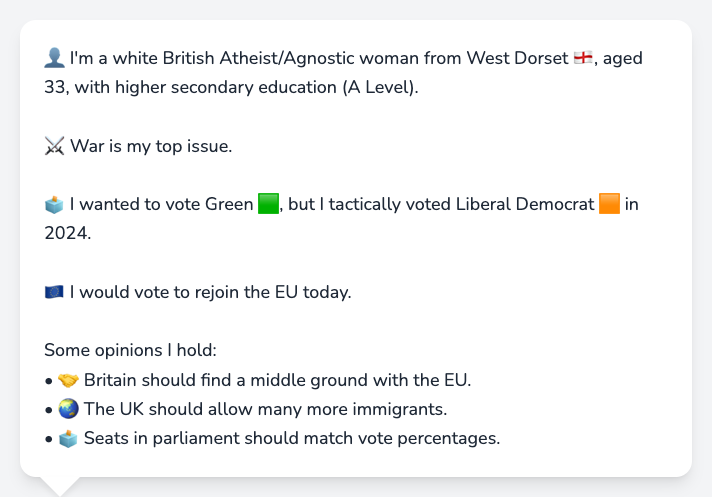 👤 I'm a white British Atheist/Agnostic woman from West Dorset 🏴󠁧󠁢󠁥󠁮󠁧󠁿, aged
33, with higher secondary education (A Level).
⚔️ War is my top issue.
🗳️ I wanted to vote Green 🟩, but I tactically voted Liberal Democrat 🟧 in
2024.
🇪🇺 I would vote to rejoin the EU today.
Some opinions I hold:
• 🤝 Britain should find a middle ground with the EU.
• 🌏 The UK should allow many more immigrants.
• 🗳️ Seats in parliament should match vote percentages.